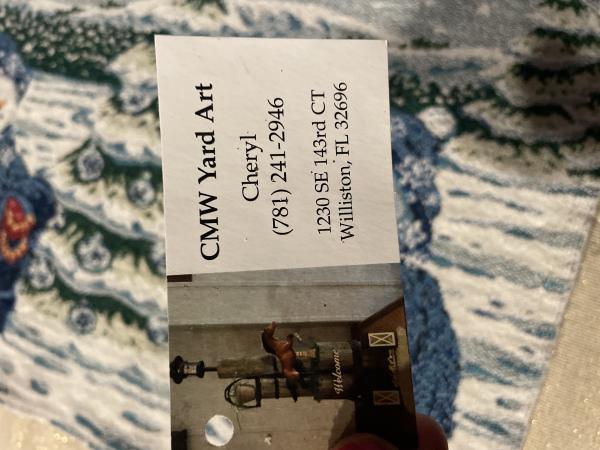 CMW Yard Art
Cheryl
(781) 241-2946
1230 SE 143rd CT
Williston, FL 32696
Welcome